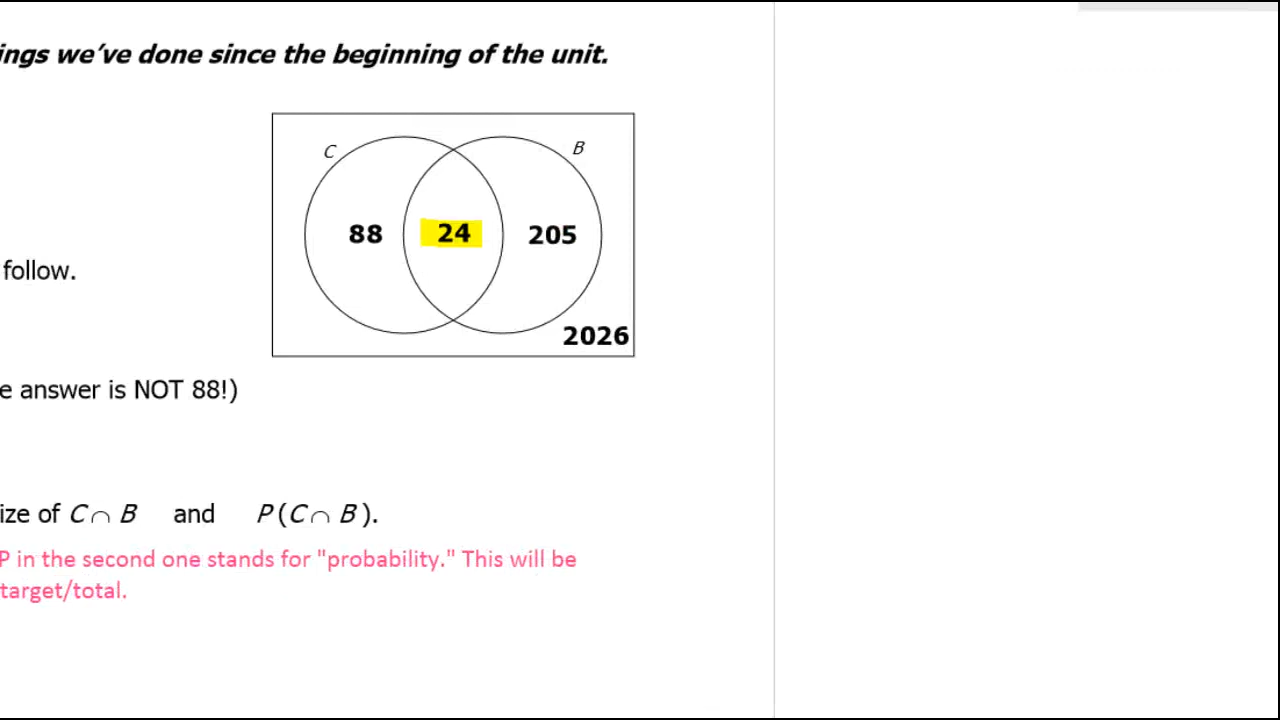 ings we've done since the beginning of the unit.
C B
88 24 205
follow.
2026
e answer is NOT 88!)
ize of C∩ B and P(C∩ B).
P in the second one stands for "probability." This will be
target/total.